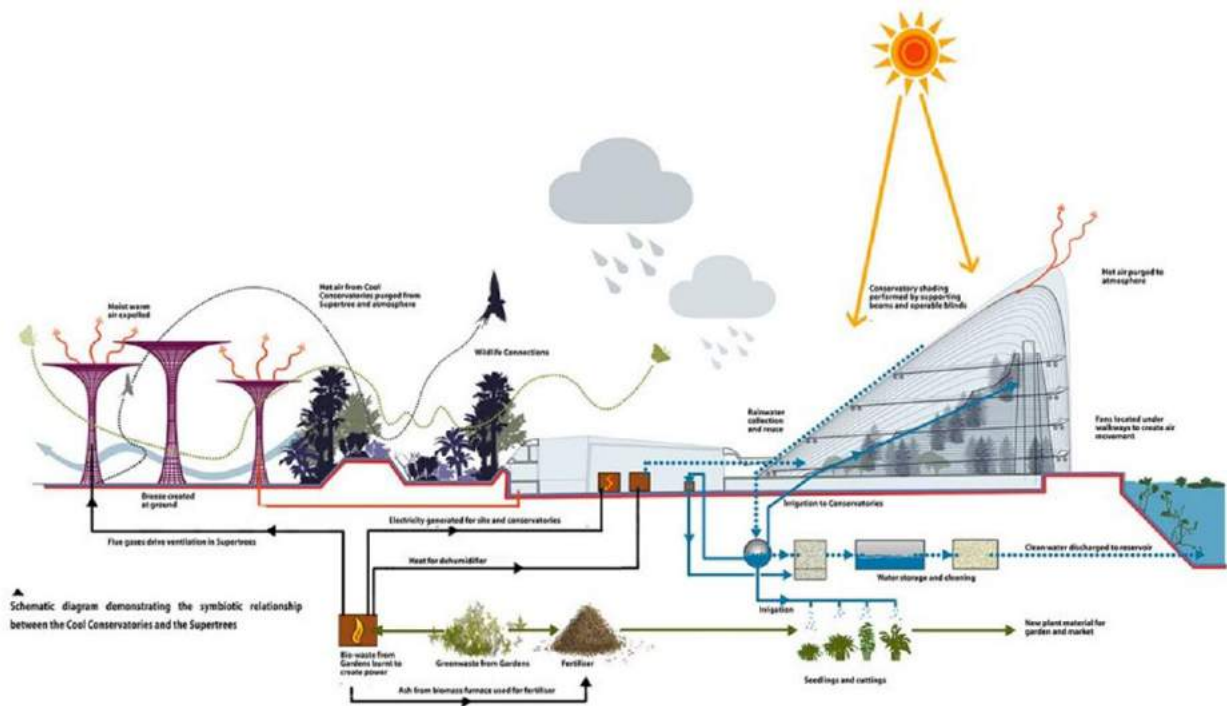 Hot air from Cool
Conservatories purged from
Supertree and atmosphere
Moist warm
air expelled
Wildlife Connections
Conservatory shading
performed by supporting
beams and operable blinds
Hot air purged to
atmosphere
Rainwater
collection and reuse
Fans located under
walkways to create air
movement
Breeze created
at ground
Electricity generated for site and conservatories
Irrigation to Conservatories
Flue gases drive ventilation in Supertrees
Heat for dehumidifier
Clean water discharged to reservoir
Water storage and cleaning
Schematic diagram demonstrating the symbiotic relationship
between the Cool Conservatories and the Supertrees
Irrigation
New plant material for
garden and market
Bio-waste from
Gardens burnt to
create power
Greenwaste from Gardens
Fertiliser
Seedlings and cuttings
Ash from biomass furnace used for fertiliser